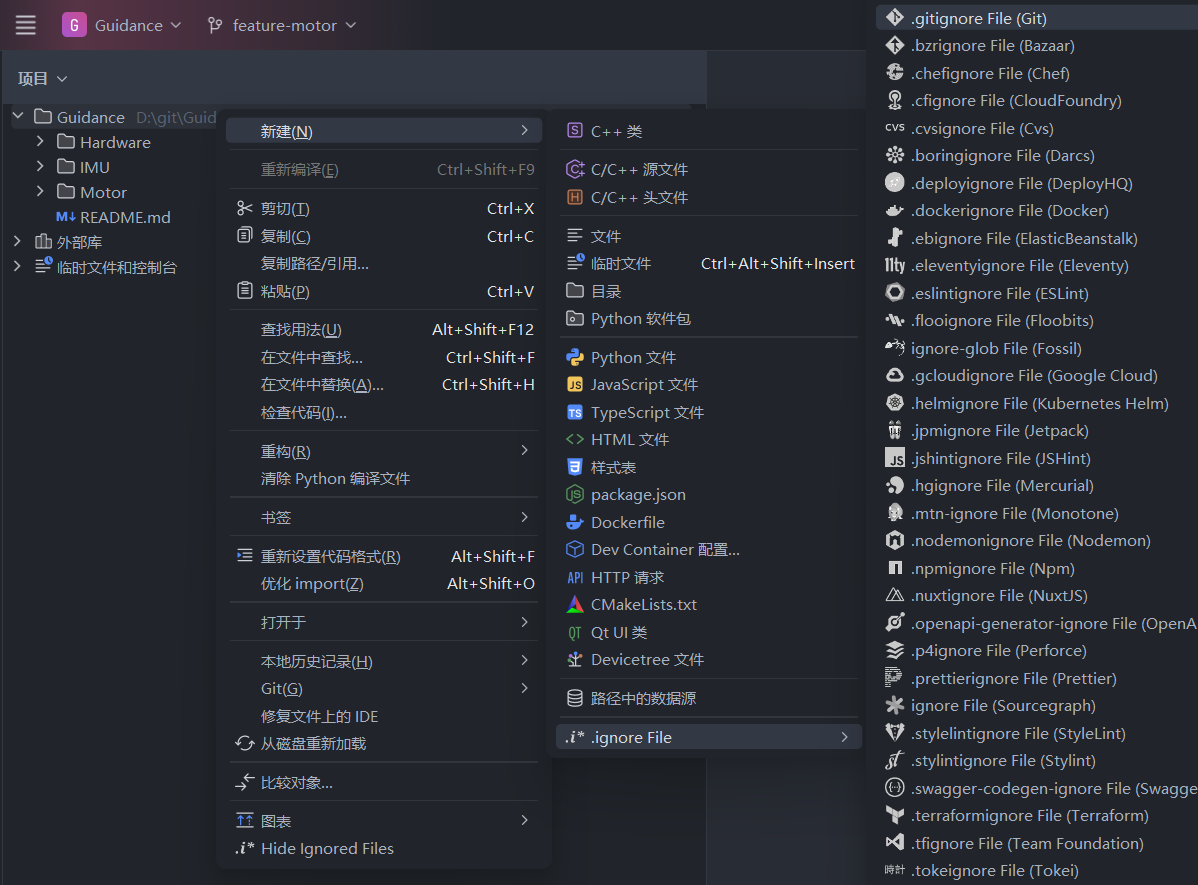 G Guidance feature-motor
项目
Guidance D:\git\Guid
Hardware
IMU
Motor
README.md
外部库
临时文件和控制台
新建(N)
重新编译(E) Ctrl+Shift+F9
剪切(T) Ctrl+X
复制(C) Ctrl+C
复制路径/引用...
粘贴(P) Ctrl+V
查找用法(U) Alt+Shift+F12
在文件中查找... Ctrl+Shift+F
在文件中替换(A)... Ctrl+Shift+H
检查代码(I)...
重构(R)
清除 Python 编译文件
书签
重新设置代码格式(R) Alt+Shift+F
优化 import(Z) Alt+Shift+O
打开于
本地历史记录(H)
Git(G)
修复文件上的 IDE
从磁盘重新加载
比较对象...
图表
.i* Hide Ignored Files
S C++ 类
C/C++ 源文件
H C/C++ 头文件
文件
临时文件 Ctrl+Alt+Shift+Insert
目录
Python 软件包
Python 文件
JS JavaScript 文件
TS TypeScript 文件
<> HTML 文件
样式表
package.json
Dockerfile
Dev Container 配置...
API HTTP 请求
CMakeLists.txt
QT Qt UI 类
Devicetree 文件
路径中的数据源
.i* .ignore File
.gitignore File (Git)
.bzrignore File (Bazaar)
.chefignore File (Chef)
.cfignore File (CloudFoundry)
CVS .cvsignore File (Cvs)
.boringignore File (Darcs)
.deployignore File (DeployHQ)
.dockerignore File (Docker)
.ebignore File (ElasticBeanstalk)
11ty .eleventyignore File (Eleventy)
.eslintignore File (ESLint)
.flooignore File (Floobits)
ignore-glob File (Fossil)
.gcloudignore File (Google Cloud)
.helmignore File (Kubernetes Helm)
.jpmignore File (Jetpack)
JS .jshintignore File (JSHint)
.hgignore File (Mercurial)
.mtn-ignore File (Monotone)
.nodemonignore File (Nodemon)
.npmignore File (Npm)
.nuxtignore File (NuxtJS)
.openapi-generator-ignore File (OpenA
.p4ignore File (Perforce)
.prettierignore File (Prettier)
ignore File (Sourcegraph)
.stylelintignore File (StyleLint)
.stylintignore File (Stylint)
.swagger-codegen-ignore File (Swagge
.terraformignore File (Terraform)
.tfignore File (Team Foundation)
時計 .tokeignore File (Tokei)